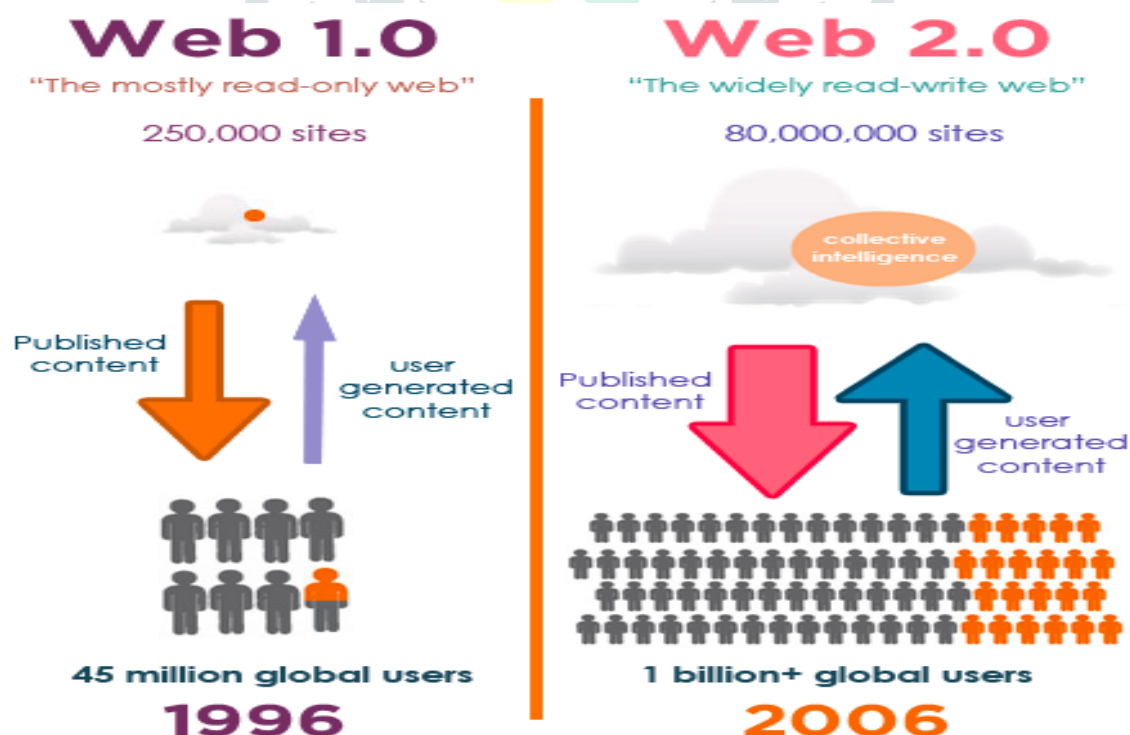 Web 1.0
“The mostly read-only web”
250,000 sites
Published
content
user
generated
content
45 million global users
1996
Web 2.0
“The widely read-write web”
80,000,000 sites
collective
intelligence
Published
content
user
generated
content
1 billion+ global users
2006